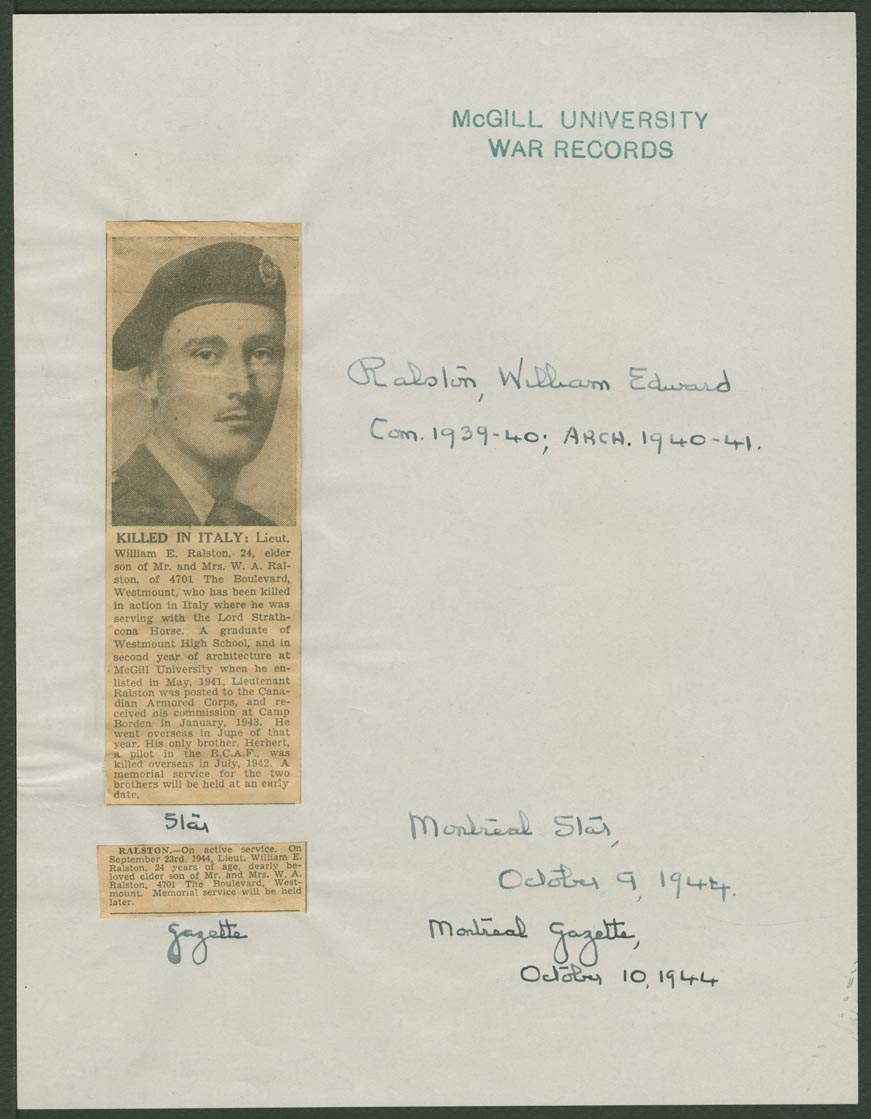 McGILL UNIVERSITY
WAR RECORDS
Ralston, William Edward
Com. 1939-40; ARCH. 1940-41.
KILLED IN ITALY: Lieut.
William E. Ralston, 24, elder
son of Mr. and Mrs. W. A. Ral-
ston, of 4701 The Boulevard,
Westmount, who has been killed
in action in Italy where he was
serving with the Lord Strath-
cona Horse. A graduate of
Westmount High School, and in
second year of architecture at
McGill University when he en-
listed in May, 1941, Lieutenant
Ralston was posted to the Cana-
dian Armored Corps, and re-
ceived his commission at Camp
Borden in January, 1943. He
went overseas in June of that
year. His only brother, Herbert,
a pilot in the R.C.A.F., was
killed overseas in July, 1942. A
memorial service for the two
brothers will be held at an early
date.
Star
RALSTON.—On active service. On
September 23rd 1944, Lieut. William E.
Ralston, 24 years of age, dearly be-
loved elder son of Mr. and Mrs. W. A.
Ralston, 4701 The Boulevard, West-
mount. Memorial service will be held
later.
Gazette
Montreal Star,
October 9, 1944.
Montreal Gazette,
October 10, 1944